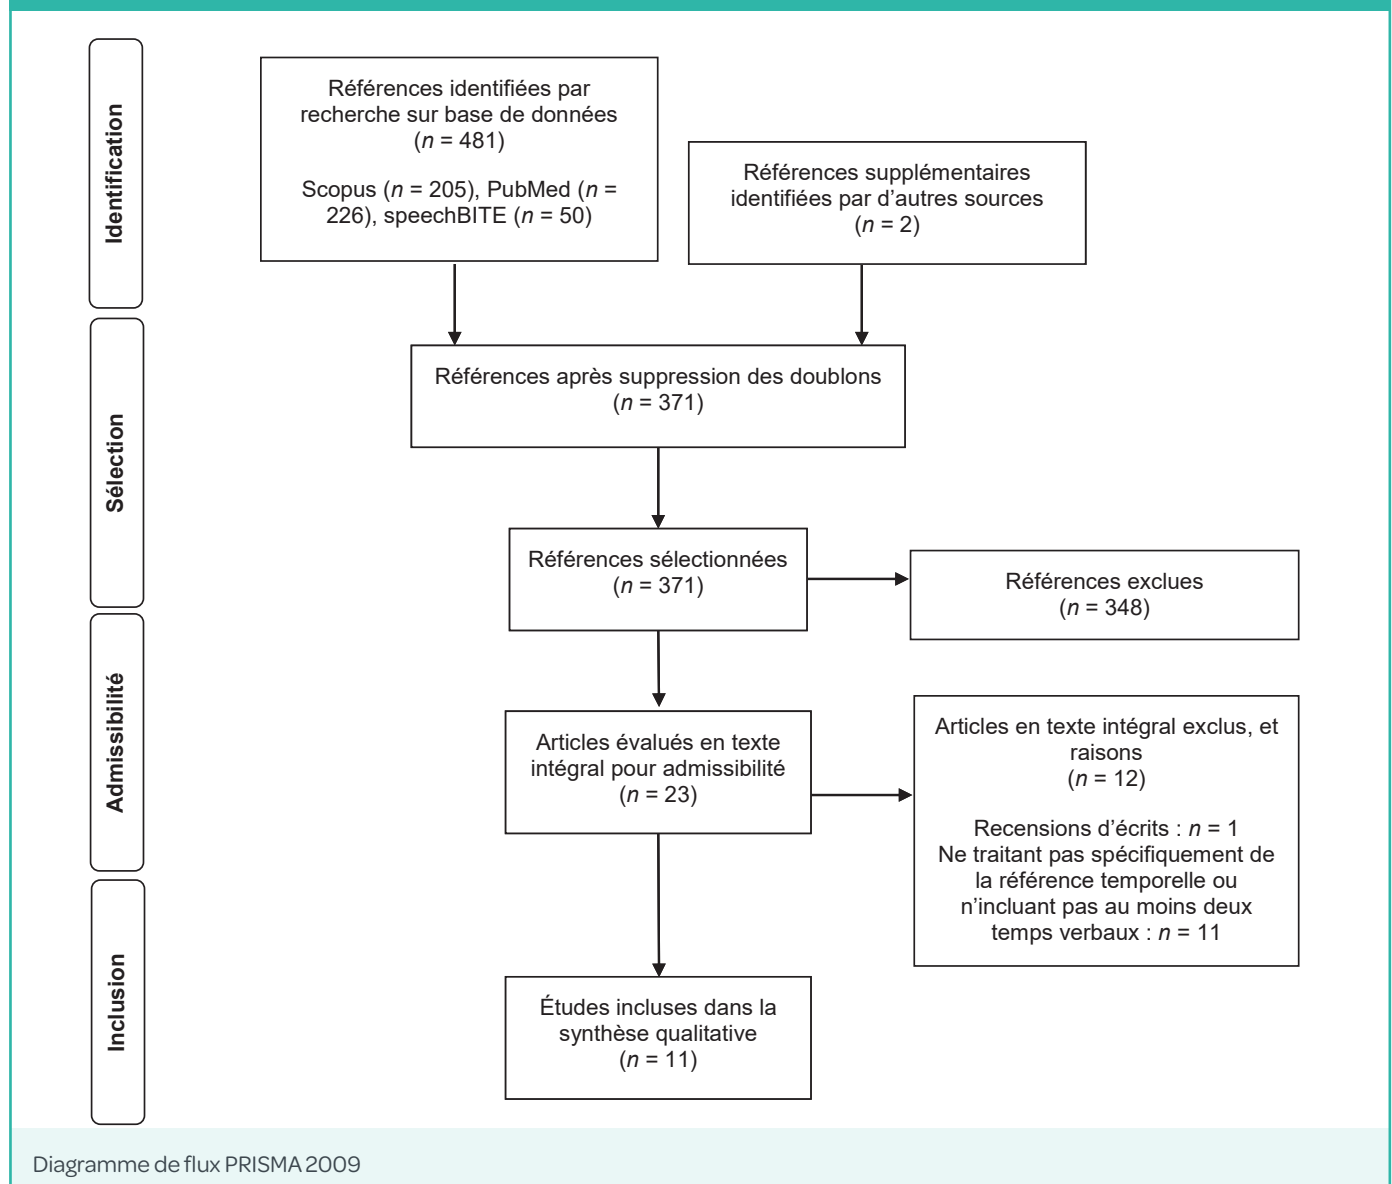 Identification
Références identifiées par
recherche sur base de données
(n = 481)
Scopus (n = 205), PubMed (n =
226), speechBITE (n = 50)
Références supplémentaires
identifiées par d'autres sources
(n = 2)
Sélection
Références après suppression des doublons
(n = 371)
Références sélectionnées
(n = 371)
Références exclues
(n = 348)
Admissibilité
Articles évalués en texte
intégral pour admissibilité
(n = 23)
Articles en texte intégral exclus, et
raisons
(n = 12)
Recensions d'écrits : n = 1
Ne traitant pas spécifiquement de
la référence temporelle ou
n'incluant pas au moins deux
temps verbaux : n = 11
Inclusion
Études incluses dans la
synthèse qualitative
(n = 11)
Diagramme de flux PRISMA 2009